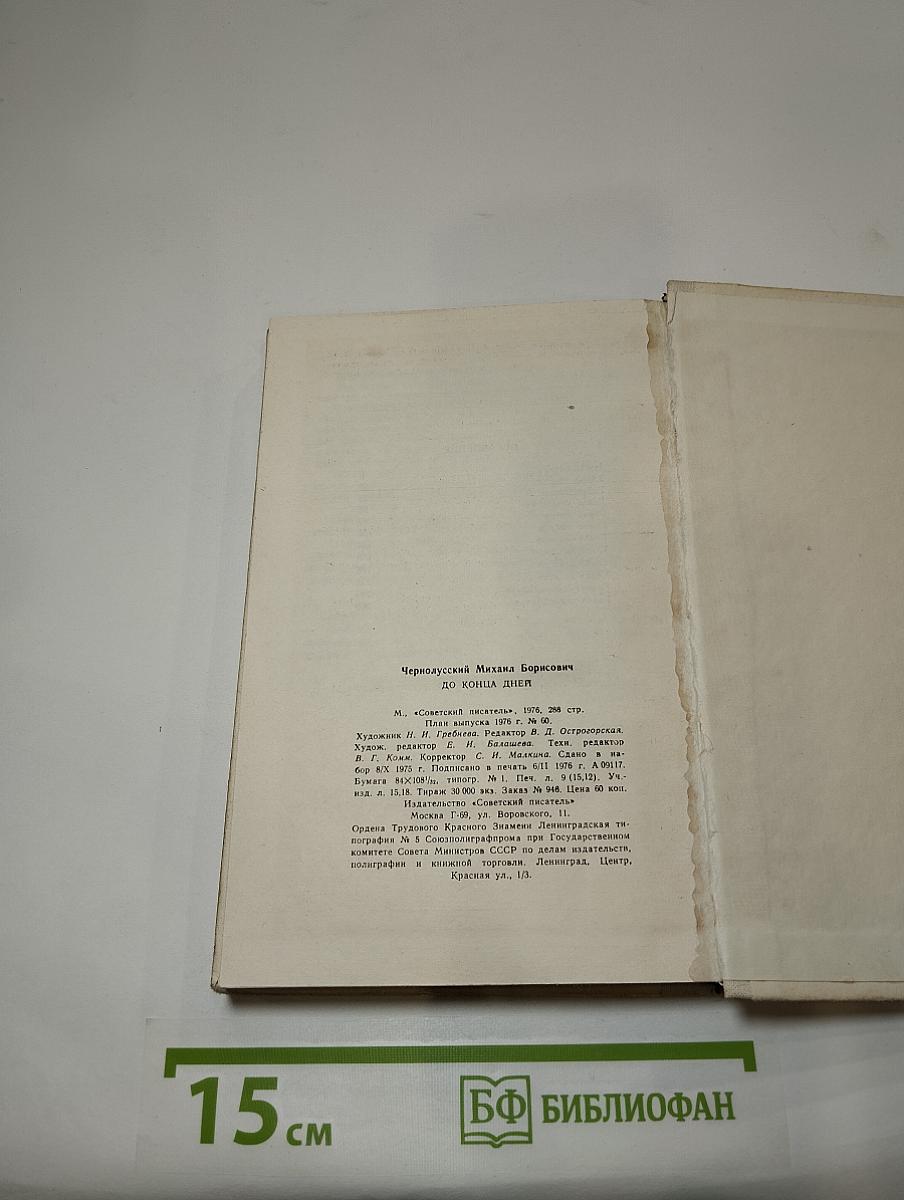 Чернолусский Михаил Борисович
ДО КОНЦА ДНЕЙ
М., «Советский писатель», 1976, 288 стр.
План выпуска 1976 г. № 60.
Художник Н. И. Гребнева. Редактор В. Д. Острогорская.
Худож. редактор Е. И. Балашева. Техн. редактор
В. Г. Комм. Корректор С. И. Малкина. Сдано в на-
бор 8/X 1975 г. Подписано в печать 6/II 1976 г. А 09117.
Бумага 84×108¹/₃₂, типогр. № 1. Печ. л. 9 (15,12). Уч.-
изд. л. 15,18. Тираж 30 000 экз. Заказ № 946. Цена 60 коп.
Издательство «Советский писатель»
Москва Г-69, ул. Воровского, 11.
Ордена Трудового Красного Знамени Ленинградская ти-
пография № 5 Союзполиграфпрома при Государственном
комитете Совета Министров СССР по делам издательств,
полиграфии и книжной торговли. Ленинград, Центр,
Красная ул., 1/3.
15 см
БФ БИБЛИОФАН